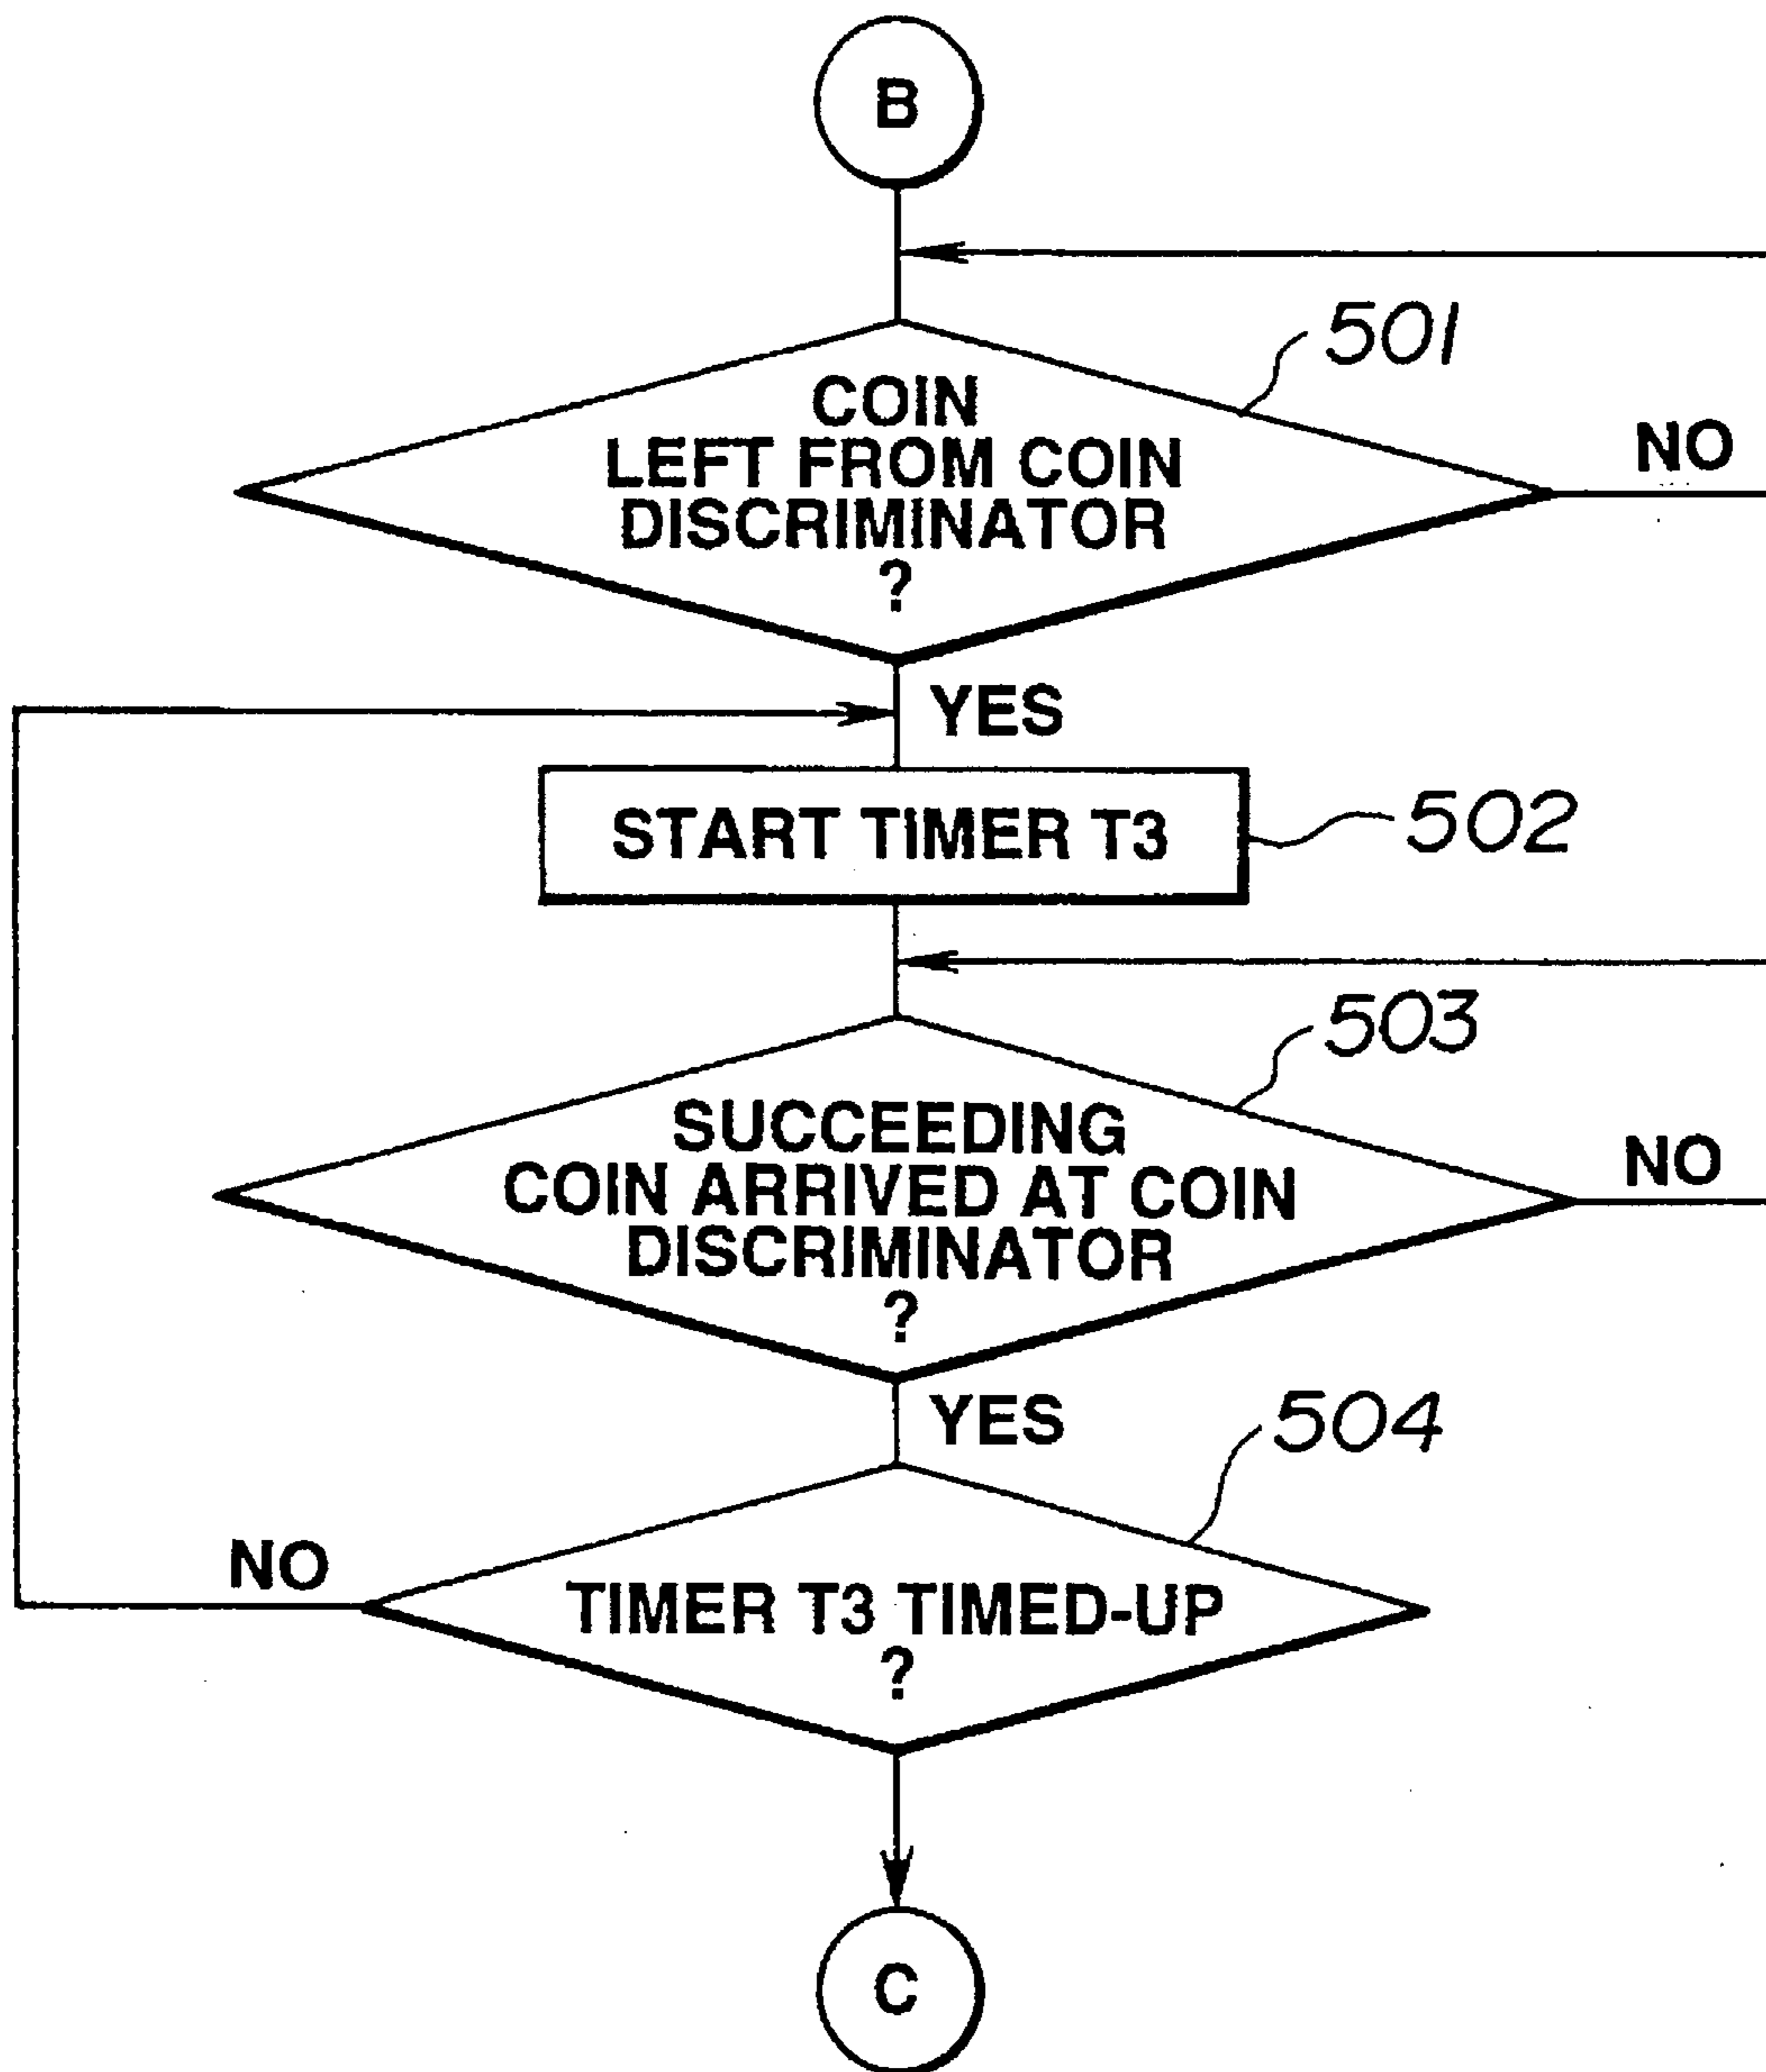 B
501
COIN
LEFT FROM COIN
DISCRIMINATOR
?
NO
YES
START TIMER T3
502
503
SUCCEEDING
COIN ARRIVED AT COIN
DISCRIMINATOR
?
NO
YES
504
NO
TIMER T3 TIMED-UP
?
C